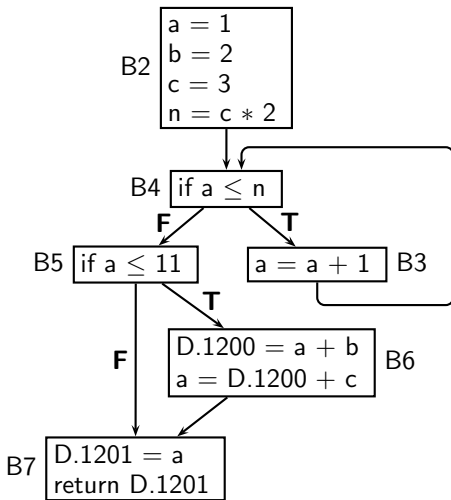 B2
a = 1
b = 2
c = 3
n = c ∗ 2
B4
if a ≤ n
F
T
B5
if a ≤ 11
a = a + 1
B3
T
F
D.1200 = a + b
a = D.1200 + c
B6
B7
D.1201 = a
return D.1201